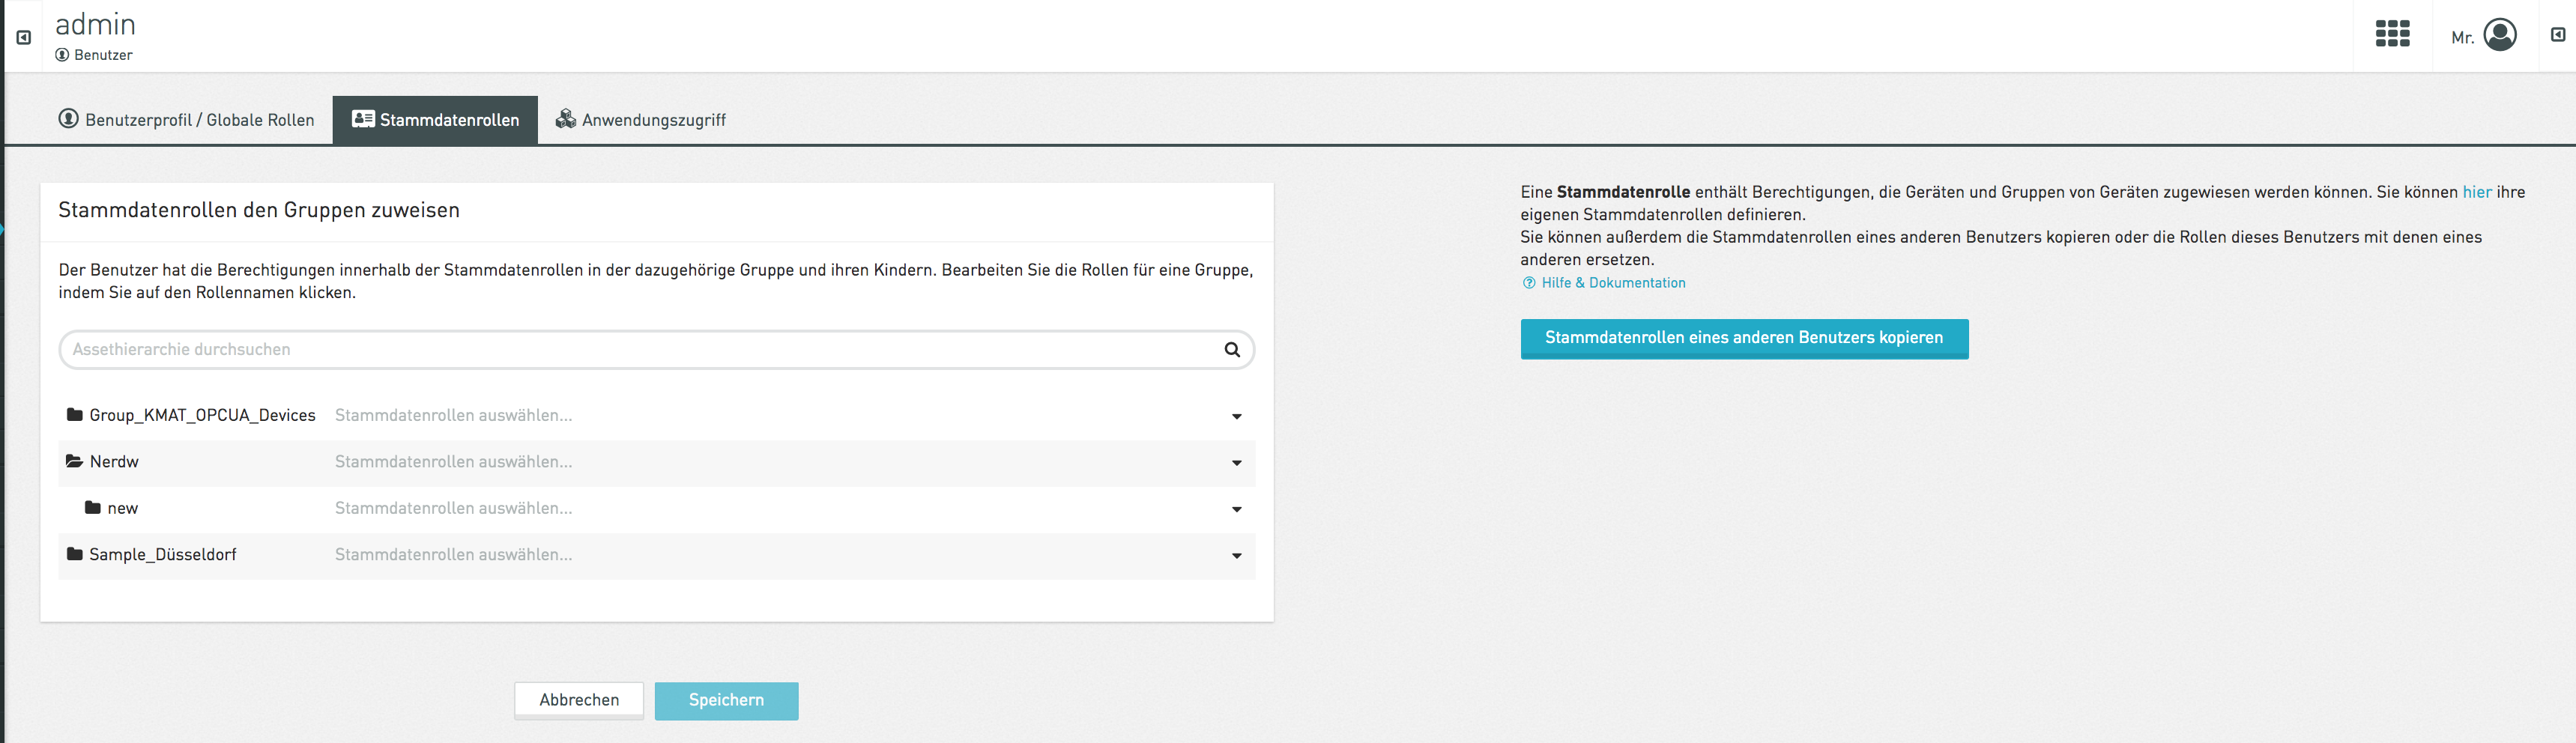 admin
Benutzer
Mr.
Benutzerprofil / Globale Rollen
Stammdatenrollen
Anwendungszugriff
Stammdatenrollen den Gruppen zuweisen
Der Benutzer hat die Berechtigungen innerhalb der Stammdatenrollen in der dazugehörige Gruppe und ihren Kindern. Bearbeiten Sie die Rollen für eine Gruppe,
indem Sie auf den Rollennamen klicken.
Assethierarchie durchsuchen
Group_KMAT_OPCUA_Devices Stammdatenrollen auswählen...
Nerdw Stammdatenrollen auswählen...
new Stammdatenrollen auswählen...
Sample_Düsseldorf Stammdatenrollen auswählen...
Abbrechen
Speichern
Eine Stammdatenrolle enthält Berechtigungen, die Geräten und Gruppen von Geräten zugewiesen werden können. Sie können hier ihre
eigenen Stammdatenrollen definieren.
Sie können außerdem die Stammdatenrollen eines anderen Benutzers kopieren oder die Rollen dieses Benutzers mit denen eines
anderen ersetzen.
Hilfe & Dokumentation
Stammdatenrollen eines anderen Benutzers kopieren